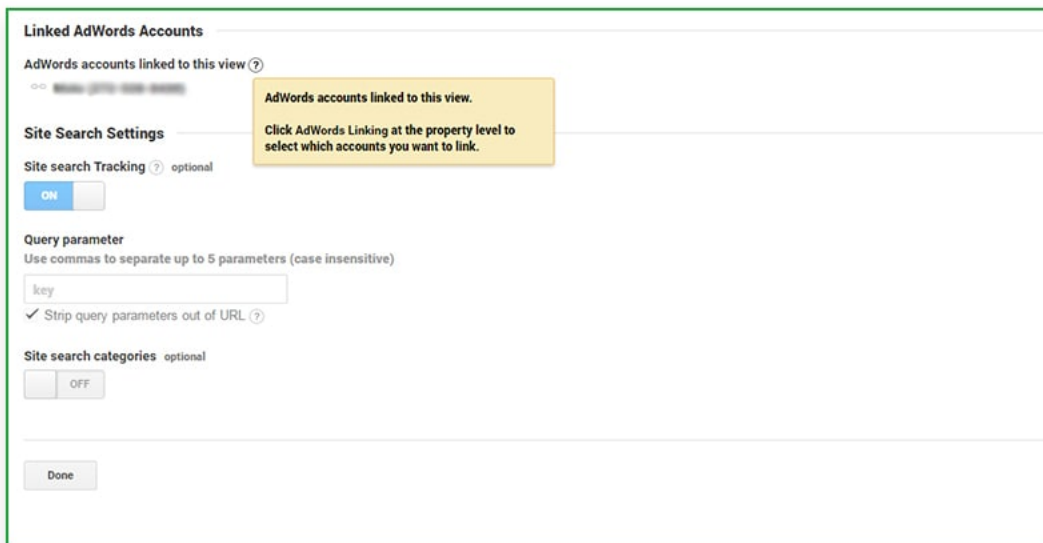 Linked AdWords Accounts
AdWords accounts linked to this view ?
AdWords accounts linked to this view.
Click AdWords Linking at the property level to
select which accounts you want to link.
Site Search Settings
Site search Tracking ? optional
ON
Query parameter
Use commas to separate up to 5 parameters (case insensitive)
key
Strip query parameters out of URL ?
Site search categories optional
OFF
Done